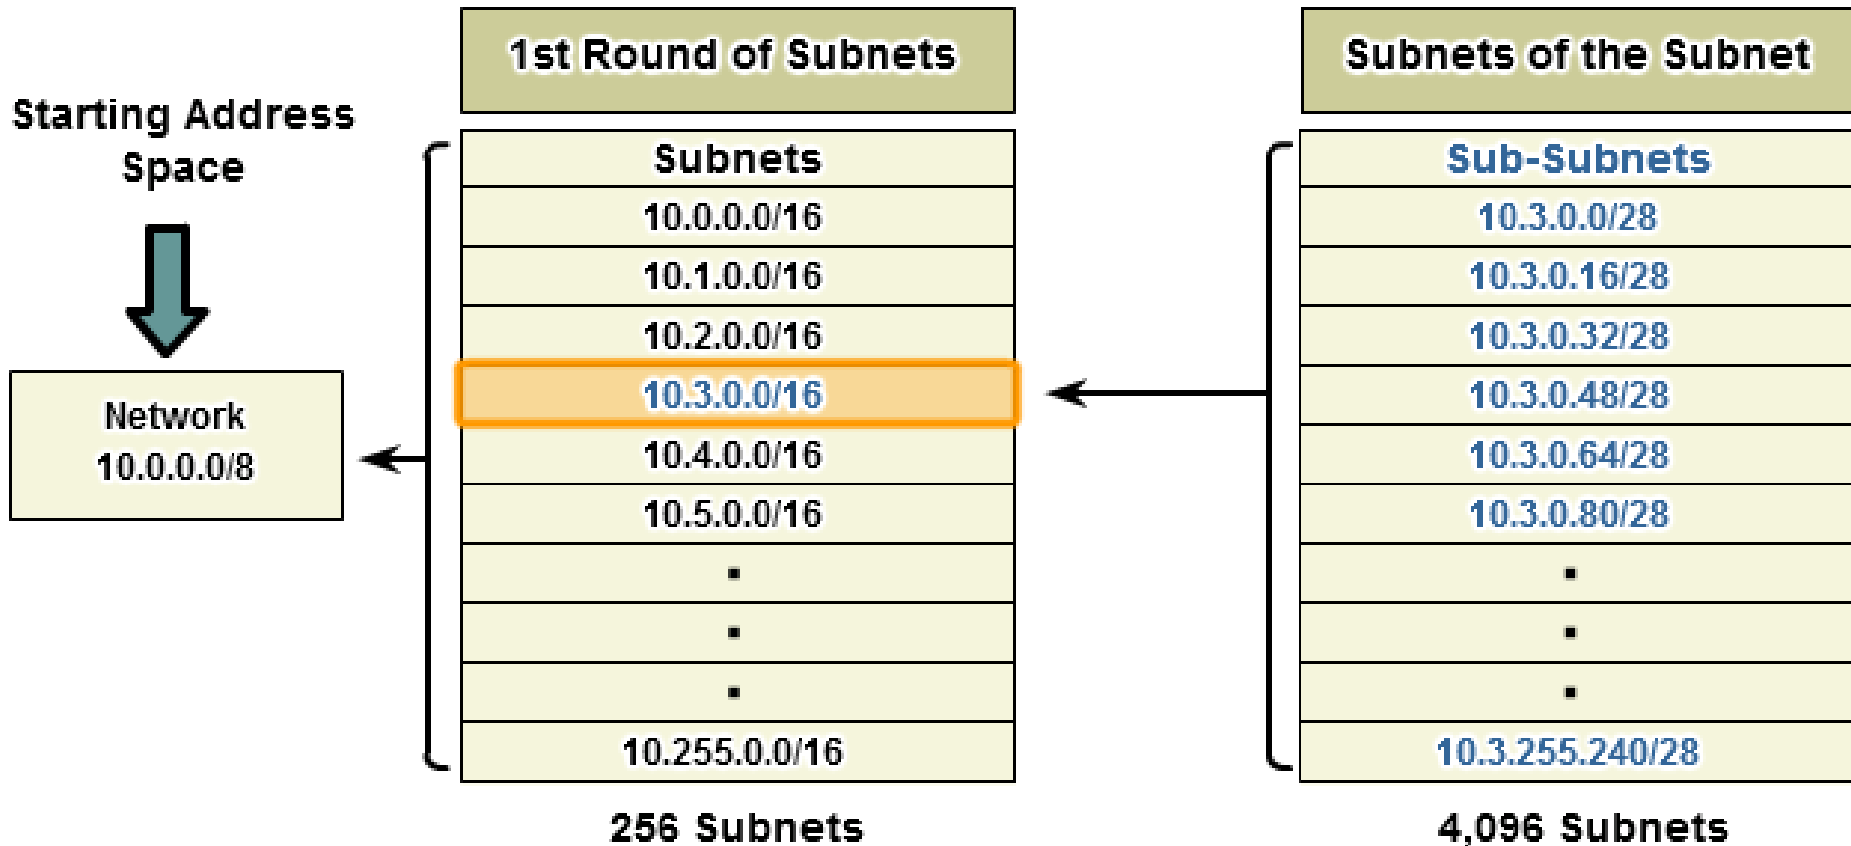 Starting Address
Space
Network
10.0.0.0/8
1st Round of Subnets
Subnets
10.0.0.0/16
10.1.0.0/16
10.2.0.0/16
10.3.0.0/16
10.4.0.0/16
10.5.0.0/16
.
.
.
10.255.0.0/16
256 Subnets
Subnets of the Subnet
Sub-Subnets
10.3.0.0/28
10.3.0.16/28
10.3.0.32/28
10.3.0.48/28
10.3.0.64/28
10.3.0.80/28
.
.
.
10.3.255.240/28
4,096 Subnets